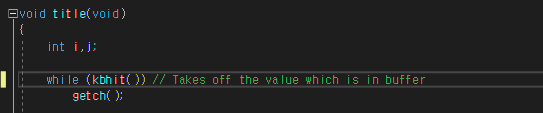 void title(void)
{
int i,j;
while (kbhit()) // Takes off the value which is in buffer
getch();